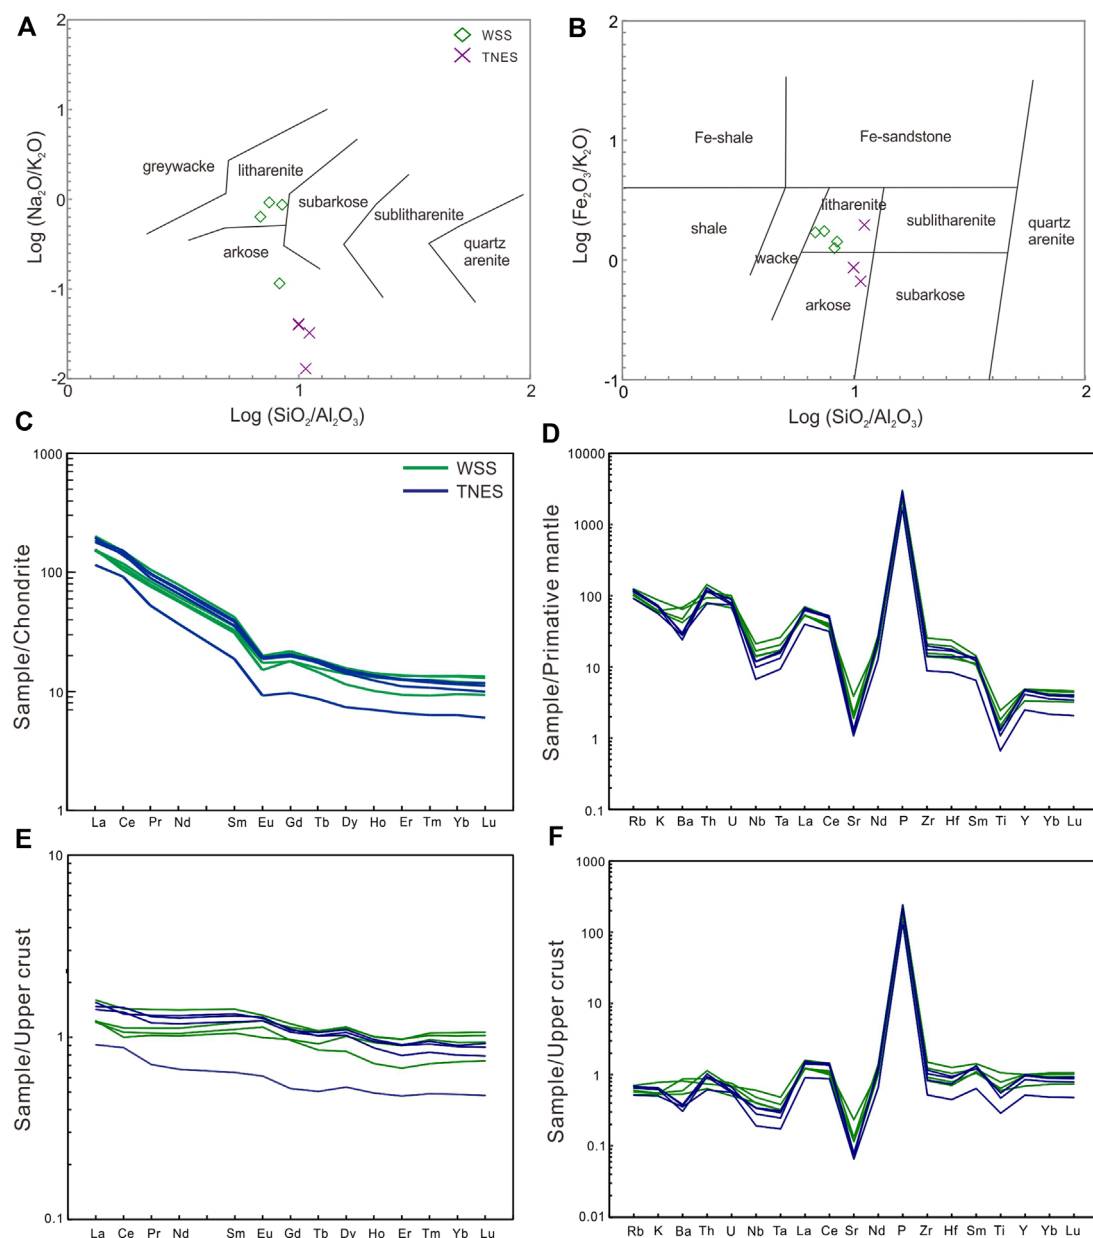 A
2
1
0
-1
-2
0
1
2
Log (Na₂O/K₂O)
Log (SiO₂/Al₂O₃)
WSS
TNES
greywacke
litharenite
subarkose
sublitharenite
arkose
quartz
arenite
B
2
1
0
-1
0
1
2
Log (Fe₂O₃/K₂O)
Log (SiO₂/Al₂O₃)
Fe-shale
Fe-sandstone
litharenite
shale
sublitharenite
quartz
arenite
wacke
arkose
subarkose
C
1000
100
10
1
Sample/Chondrite
WSS
TNES
La Ce Pr Nd Sm Eu Gd Tb Dy Ho Er Tm Yb Lu
D
10000
1000
100
10
1
0.1
Sample/Primative mantle
Rb K Ba Th U Nb Ta La Ce Sr Nd P Zr Hf Sm Ti Y Yb Lu
E
10
1
0.1
Sample/Upper crust
La Ce Pr Nd Sm Eu Gd Tb Dy Ho Er Tm Yb Lu
F
1000
100
10
1
0.1
0.01
Sample/Upper crust
Rb K Ba Th U Nb Ta La Ce Sr Nd P Zr Hf Sm Ti Y Yb Lu